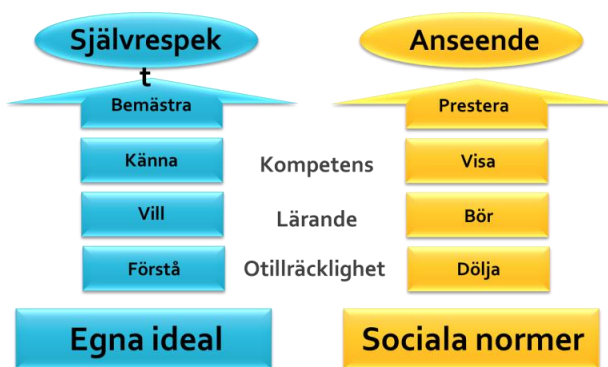 Självrespek
t
Anseende
Bemästra
Prestera
Känna
Kompetens
Visa
Vill
Lärande
Bör
Förstå
Otillräcklighet
Dölja
Egna ideal
Sociala normer